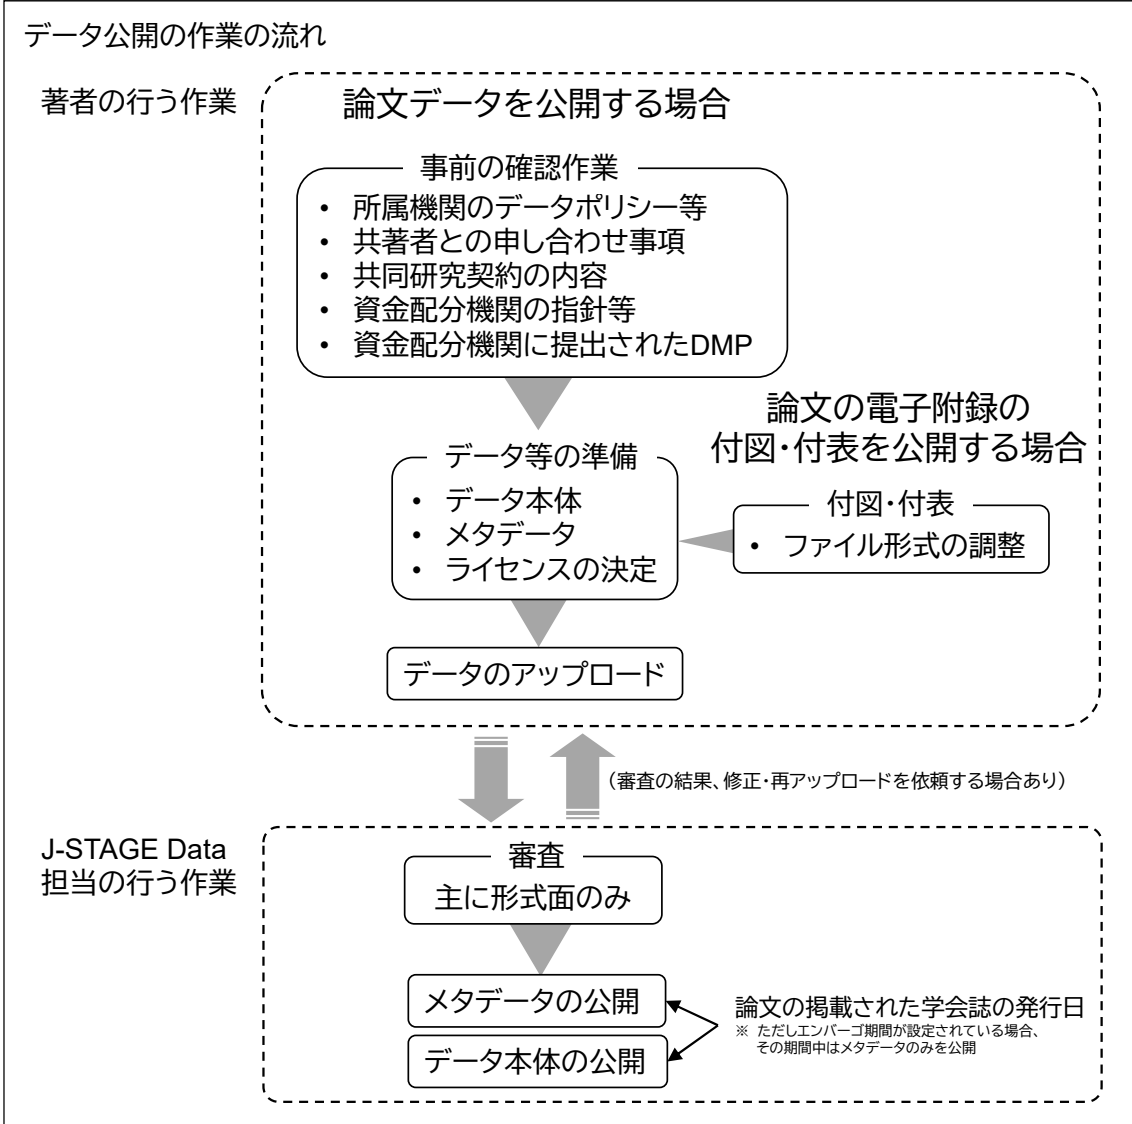 データ公開の作業の流れ
著者の行う作業
論文データを公開する場合
事前の確認作業
• 所属機関のデータポリシー等
• 共著者との申し合わせ事項
• 共同研究契約の内容
• 資金配分機関の指針等
• 資金配分機関に提出されたDMP
論文の電子附録の
付図・付表を公開する場合
データ等の準備
• データ本体
• メタデータ
• ライセンスの決定
付図・付表
• ファイル形式の調整
データのアップロード
（審査の結果、修正・再アップロードを依頼する場合あり）
J-STAGE Data
担当の行う作業
審査
主に形式面のみ
メタデータの公開
データ本体の公開
論文の掲載された学会誌の発行日
※ ただしエンバーゴ期間が設定されている場合、
その期間中はメタデータのみを公開